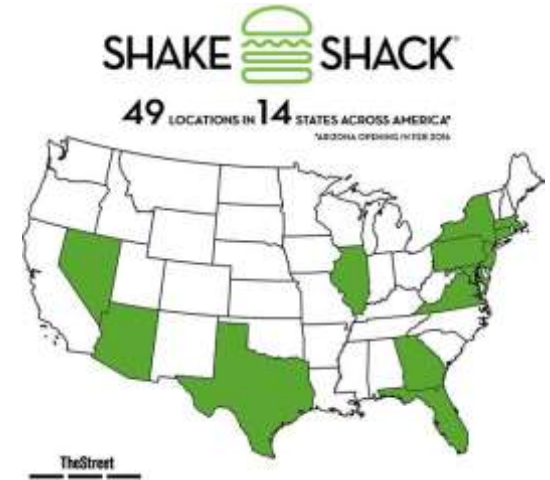 SHAKE SHACK
49 LOCATIONS IN 14 STATES ACROSS AMERICA*
*ARIZONA OPENING IN FEB 2016
TheStreet